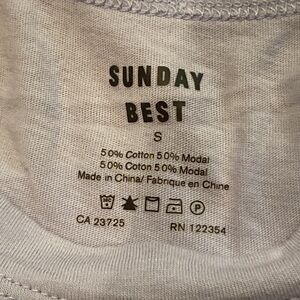 SUNDAY
BEST
S
50% Cotton 50% Modal
50% Coton 50% Modal
Made in China/ Fabriqué en Chine
CA 23725 RN 122354